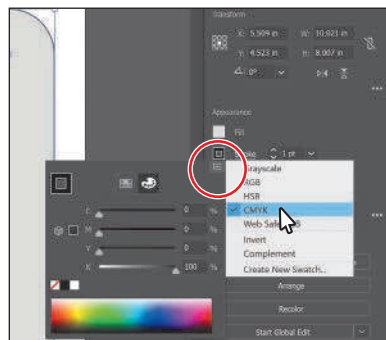 Transform
X: 5.509 in W: 10.021 in
Y: 4.523 in H: 8.007 in
0°
Appearance
Fill
Stroke 1 pt
Grayscale
RGB
HSB
CMYK
Web Safe
Invert
Complement
Create New Swatch...
C 0 %
M 0 %
Y 0 %
K 100 %
Arrange
Recolor
Start Global Edit